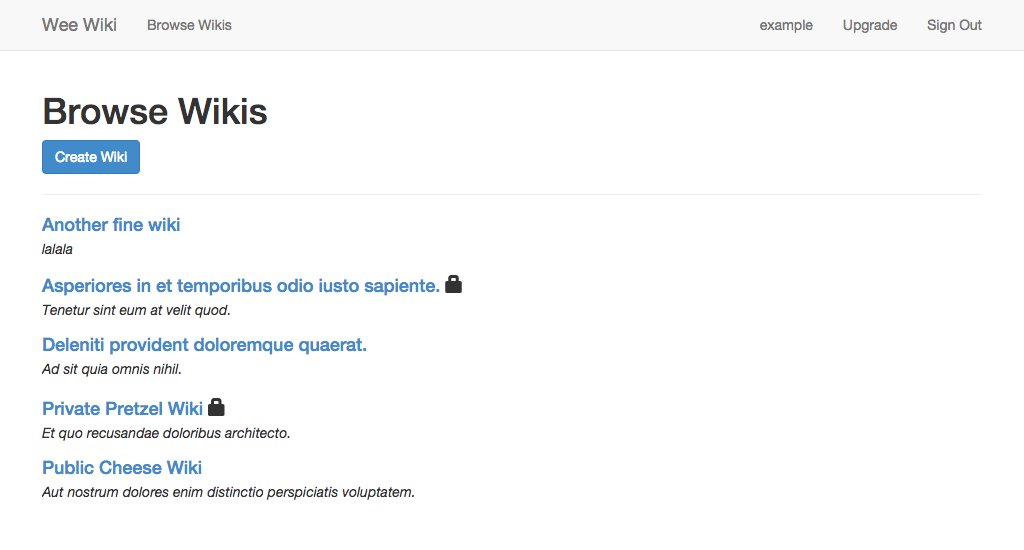 Wee Wiki Browse Wikis example Upgrade Sign Out
Browse Wikis
Create Wiki
Another fine wiki
lalala
Asperiores in et temporibus odio iusto sapiente.
Tenetur sint eum at velit quod.
Deleniti provident doloremque quaerat.
Ad sit quia omnis nihil.
Private Pretzel Wiki
Et quo recusandae doloribus architecto.
Public Cheese Wiki
Aut nostrum dolores enim distinctio perspiciatis voluptatem.